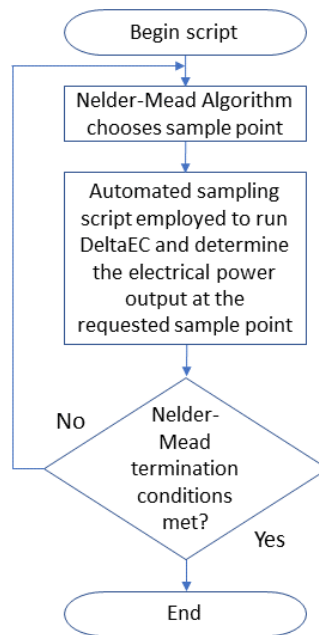 Begin script
Nelder-Mead Algorithm
chooses sample point
Automated sampling
script employed to run
DeltaEC and determine
the electrical power
output at the
requested sample point
No
Nelder-
Mead
termination
conditions
met?
Yes
End